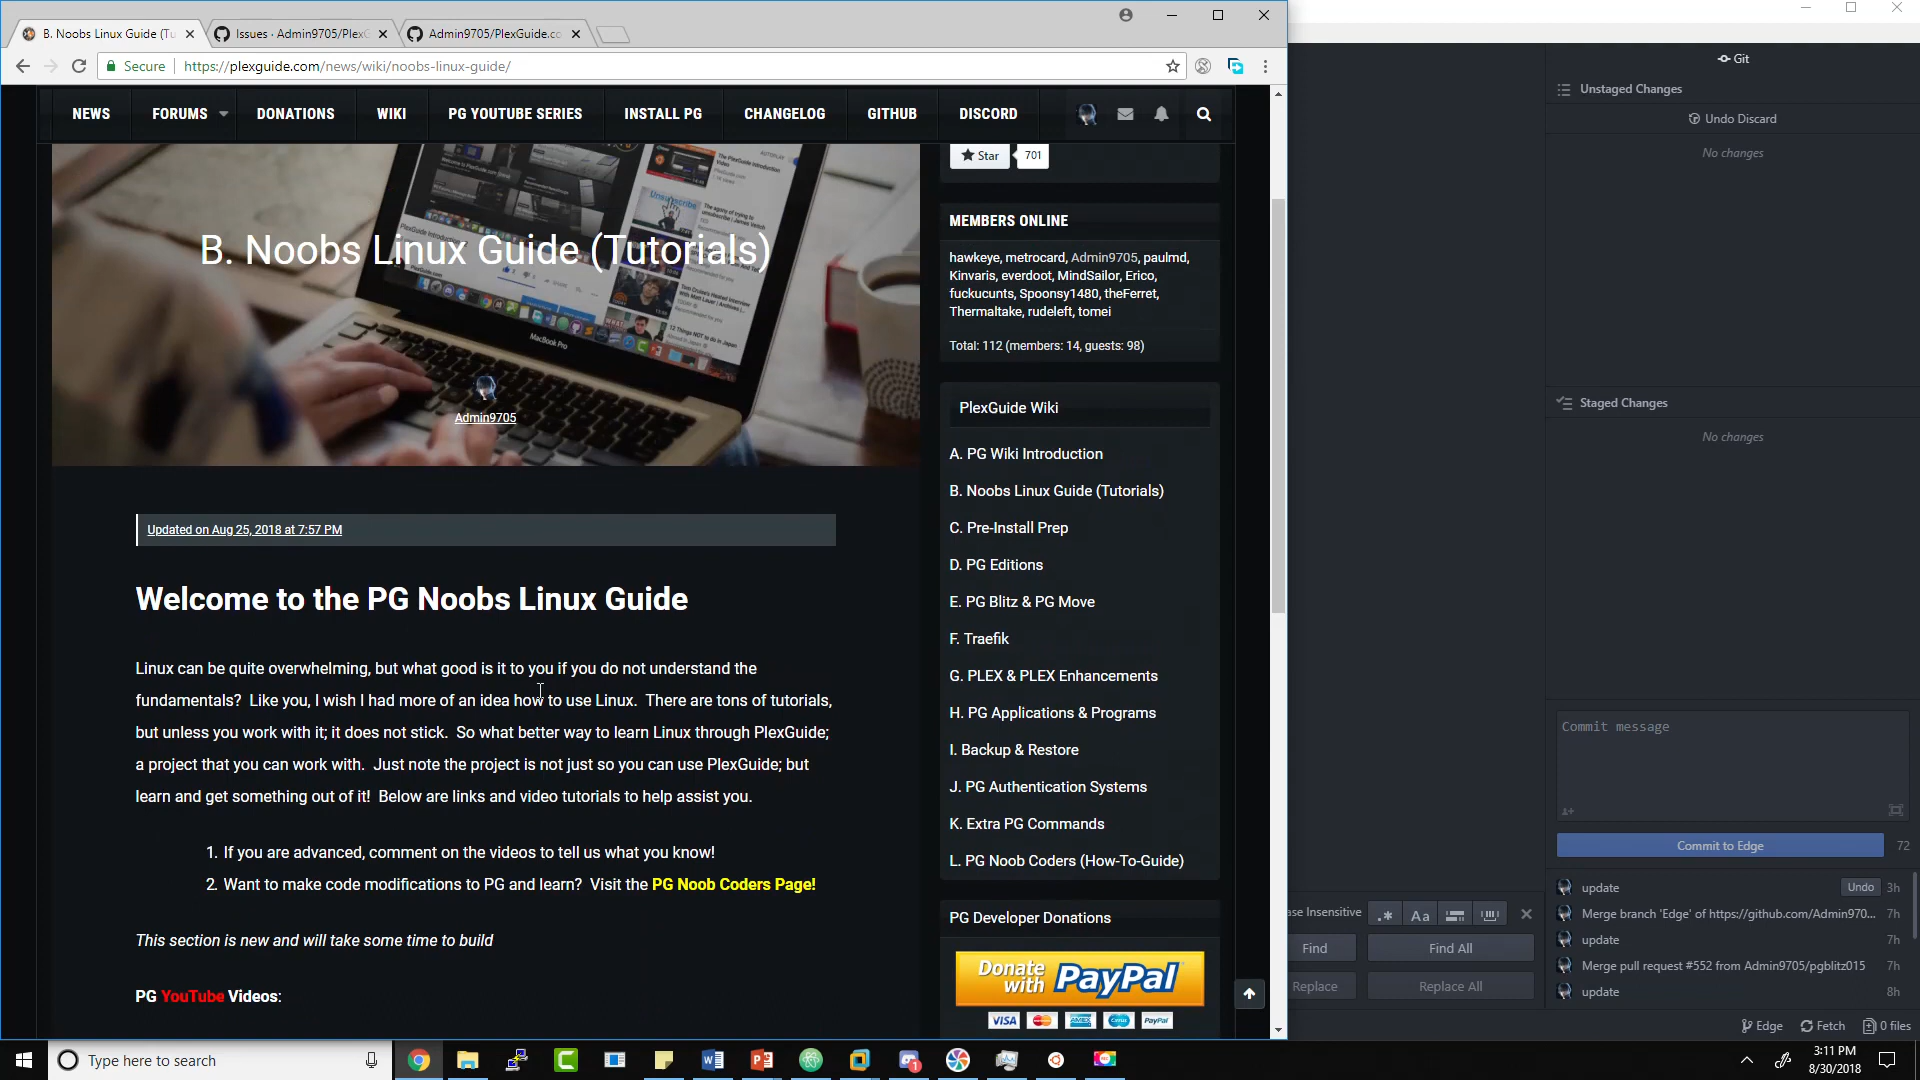 B. Noobs Linux Guide (Tu
Issues · Admin9705/PlexG
Admin9705/PlexGuide.co
Secure
https://plexguide.com/news/wiki/noobs-linux-guide/
NEWS
FORUMS
DONATIONS
WIKI
PG YOUTUBE SERIES
INSTALL PG
CHANGELOG
GITHUB
DISCORD
B. Noobs Linux Guide (Tutorials)
MacBook Pro
Admin9705
Updated on Aug 25, 2018 at 7:57 PM
Welcome to the PG Noobs Linux Guide
Linux can be quite overwhelming, but what good is it to you if you do not understand the
fundamentals?  Like you, I wish I had more of an idea how to use Linux.  There are tons of tutorials,
but unless you work with it; it does not stick.  So what better way to learn Linux through PlexGuide;
a project that you can work with.  Just note the project is not just so you can use PlexGuide; but
learn and get something out of it!  Below are links and video tutorials to help assist you.
1. If you are advanced, comment on the videos to tell us what you know!
2. Want to make code modifications to PG and learn?  Visit the PG Noob Coders Page!
This section is new and will take some time to build
PG YouTube Videos:
Star
701
MEMBERS ONLINE
hawkeye, metrocard, Admin9705, paulmd,
Kinvaris, everdoot, MindSailor, Erico,
fuckucunts, Spoonsy1480, theFerret,
Thermaltake, rudeleft, tomei
Total: 112 (members: 14, guests: 98)
PlexGuide Wiki
A. PG Wiki Introduction
B. Noobs Linux Guide (Tutorials)
C. Pre-Install Prep
D. PG Editions
E. PG Blitz & PG Move
F. Traefik
G. PLEX & PLEX Enhancements
H. PG Applications & Programs
I. Backup & Restore
J. PG Authentication Systems
K. Extra PG Commands
L. PG Noob Coders (How-To-Guide)
PG Developer Donations
Donate with PayPal
VISA
AMEX
Cirrus
PayPal
Git
Unstaged Changes
Undo Discard
No changes
Staged Changes
No changes
Commit message
Commit to Edge
72
update
Undo
3h
Merge branch 'Edge' of https://github.com/Admin970...
7h
update
7h
Merge pull request #552 from Admin9705/pgblitz015
7h
update
8h
ase Insensitive
.*
Aa
Find
Find All
Replace
Replace All
Edge
Fetch
0 files
Type here to search
1
3:11 PM
8/30/2018